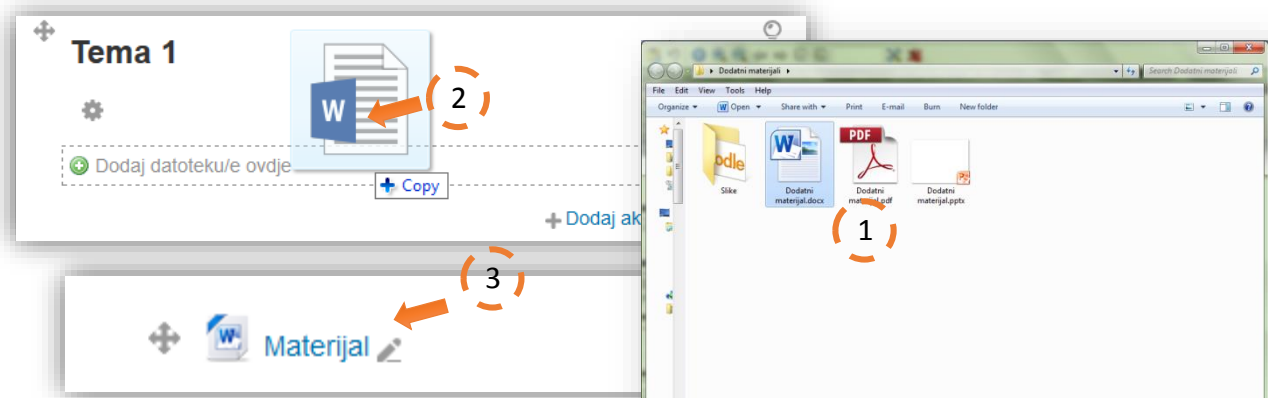 Tema 1
W
2
Dodaj datoteku/e ovdje
Copy
Dodaj ak
3
Materijal
Dodatni materijali
Search Dodatni materijali
File Edit View Tools Help
Organize Open Share with Print E-mail Burn New folder
odle
PDF
Slike
Dodatni
materijal.docx
Dodatni
materijal.pdf
Dodatni
materijal.pptx
1